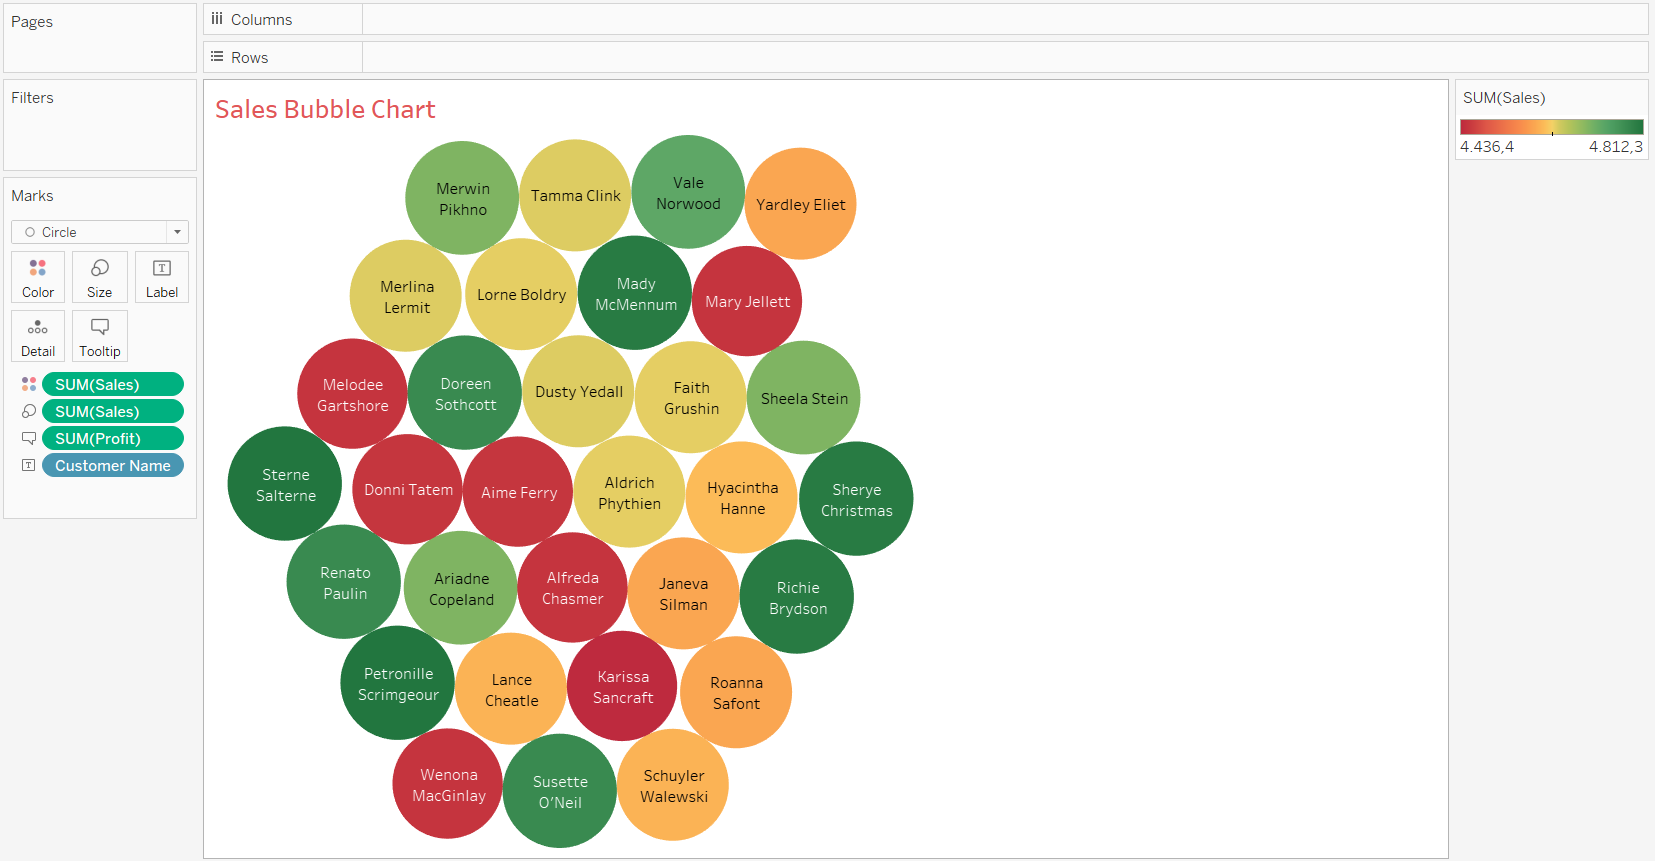 Pages
Columns
Rows
Filters
Marks
Circle
Color
Size
Label
Detail
Tooltip
SUM(Sales)
SUM(Sales)
SUM(Profit)
Customer Name
Sales Bubble Chart
Merwin
Pikhno
Tamma Clink
Vale
Norwood
Yardley Eliet
Merlina
Lermit
Lorne Boldry
Mady
McMennum
Mary Jellett
Melodee
Gartshore
Doreen
Sothcott
Dusty Yedall
Faith
Grushin
Sheela Stein
Sterne
Salterne
Donni Tatem
Aime Ferry
Aldrich
Phythien
Hyacintha
Hanne
Sherye
Christmas
Renato
Paulin
Ariadne
Copeland
Alfreda
Chasmer
Janeva
Silman
Richie
Brydson
Petronille
Scrimgeour
Lance
Cheatle
Karissa
Sancraft
Roanna
Safont
Wenona
MacGinlay
Susette
O’Neil
Schuyler
Walewski
SUM(Sales)
4.436,4 4.812,3